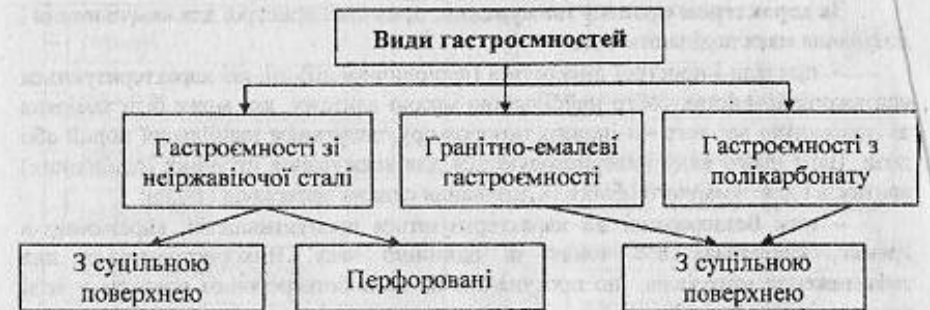 Види гастроємностей
Гастроємності зі
неіржавіючої сталі
Гранітно-емалеві
гастроємності
Гастроємності з
полікарбонату
З суцільною
поверхнею
Перфоровані
З суцільною
поверхнею